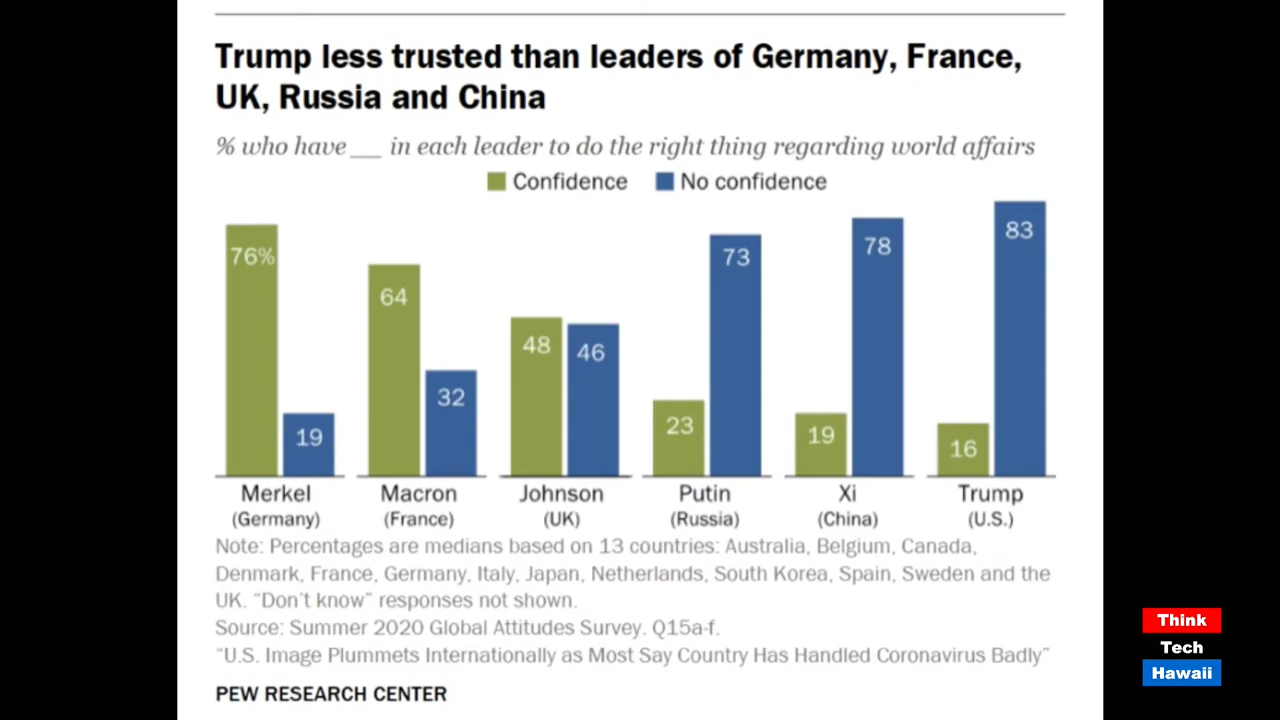 Trump less trusted than leaders of Germany, France,
UK, Russia and China
% who have __ in each leader to do the right thing regarding world affairs
Confidence No confidence
76% 19 64 32 48 46 23 73 19 78 16 83
Merkel Macron Johnson Putin Xi Trump
(Germany) (France) (UK) (Russia) (China) (U.S.)
Note: Percentages are medians based on 13 countries: Australia, Belgium, Canada,
Denmark, France, Germany, Italy, Japan, Netherlands, South Korea, Spain, Sweden and the
UK. “Don’t know” responses not shown.
Source: Summer 2020 Global Attitudes Survey. Q15a-f.
“U.S. Image Plummets Internationally as Most Say Country Has Handled Coronavirus Badly”
PEW RESEARCH CENTER
Think
Tech
Hawaii